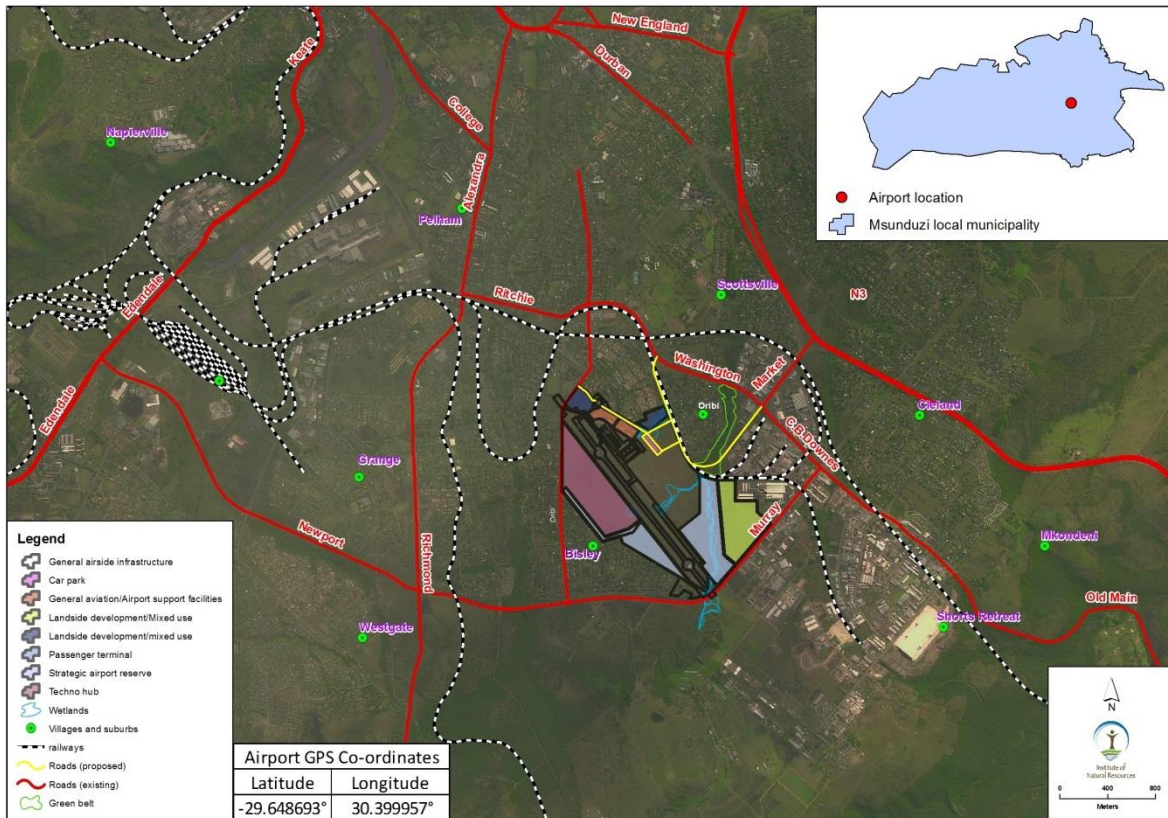 New England
Keate
Durban
College
Napierville
Alexandra
Pelham
Airport location
Msunduzi local municipality
Edendale
Ritchie
Scottsville
N3
Washington
Market
Oribi
Cleland
C.B.Downes
Edendale
Grange
Oribi
Murray
Newport
Richmond
Bisley
Mkondeni
Old Main
Shorts Retreat
Westgate
Legend
General airside infrastructure
Car park
General aviation/Airport support facilities
Landside development/Mixed use
Landside development/mixed use
Passenger terminal
Strategic airport reserve
Techno hub
Wetlands
Villages and suburbs
railways
Roads (proposed)
Roads (existing)
Green belt
Airport GPS Co-ordinates
Latitude Longitude
-29.648693° 30.399957°
N
Institute of
Natural Resources
0 400 800
Meters